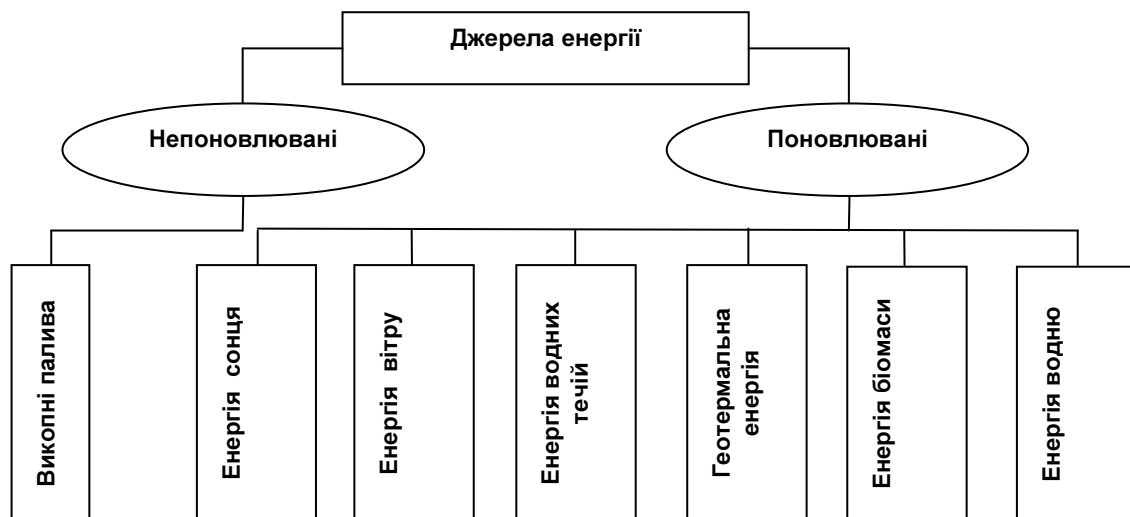 Джерела енергії
Непоновлювані
Поновлювані
Викопні палива
Енергія сонця
Енергія вітру
Енергія водних
течій
Геотермальна
енергія
Енергія біомаси
Енергія водню